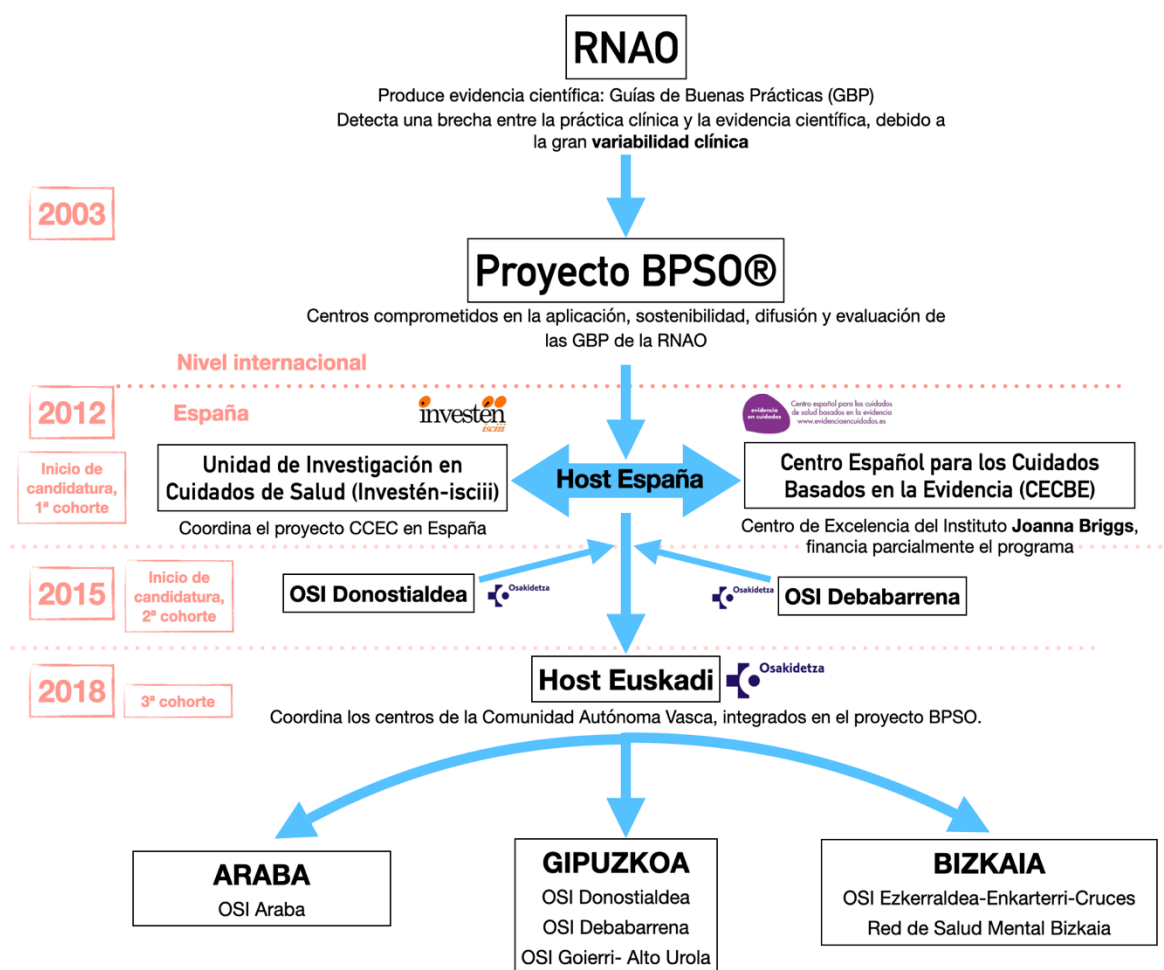 RNAO
Produce evidencia científica: Guías de Buenas Prácticas (GBP)
Detecta una brecha entre la práctica clínica y la evidencia científica, debido a
la gran variabilidad clínica
2003
Proyecto BPSO®
Centros comprometidos en la aplicación, sostenibilidad, difusión y evaluación de
las GBP de la RNAO
Nivel internacional
2012
España
investén
isciii
evidencia
en cuidados
Centro español para los cuidados
de salud basados en la evidencia
www.evidenciaencuidados.es
Inicio de
candidatura,
1ª cohorte
Unidad de Investigación en
Cuidados de Salud (Investén-isciii)
Coordina el proyecto CCEC en España
Host España
Centro Español para los Cuidados
Basados en la Evidencia (CECBE)
Centro de Excelencia del Instituto Joanna Briggs,
financia parcialmente el programa
2015
Inicio de
candidatura,
2ª cohorte
OSI Donostialdea
Osakidetza
Osakidetza
OSI Debabarrena
2018
3ª cohorte
Host Euskadi
Osakidetza
Coordina los centros de la Comunidad Autónoma Vasca, integrados en el proyecto BPSO.
ARABA
OSI Araba
GIPUZKOA
OSI Donostialdea
OSI Debabarrena
OSI Goierri- Alto Urola
BIZKAIA
OSI Ezkerraldea-Enkarterri-Cruces
Red de Salud Mental Bizkaia